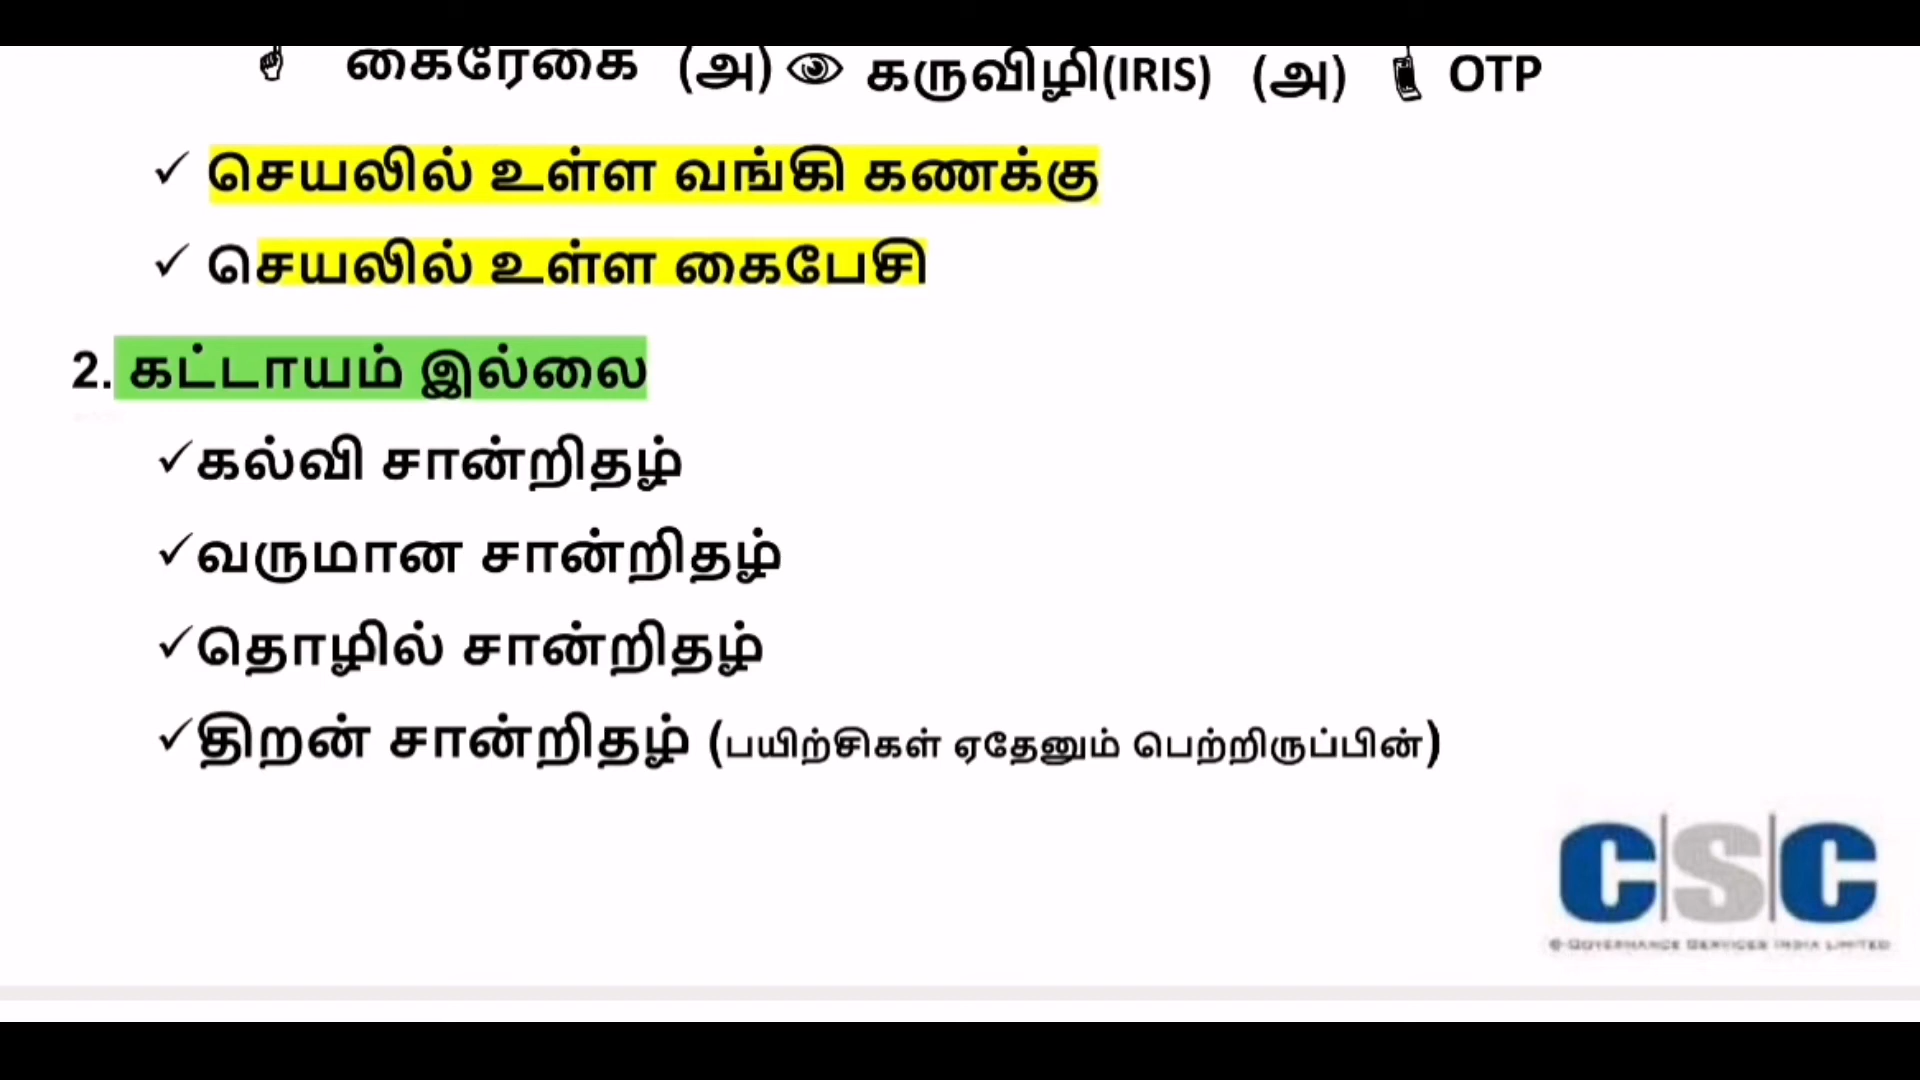 கைரேகை (அ) கருவிழி(IRIS) (அ) OTP
✓ செயலில் உள்ள வங்கி கணக்கு
✓ செயலில் உள்ள கைபேசி
2. கட்டாயம் இல்லை
✓கல்வி சான்றிதழ்
✓வருமான சான்றிதழ்
✓தொழில் சான்றிதழ்
✓திறன் சான்றிதழ் (பயிற்சிகள் ஏதேனும் பெற்றிருப்பின்)
CSC
e-Governance Services India Limited